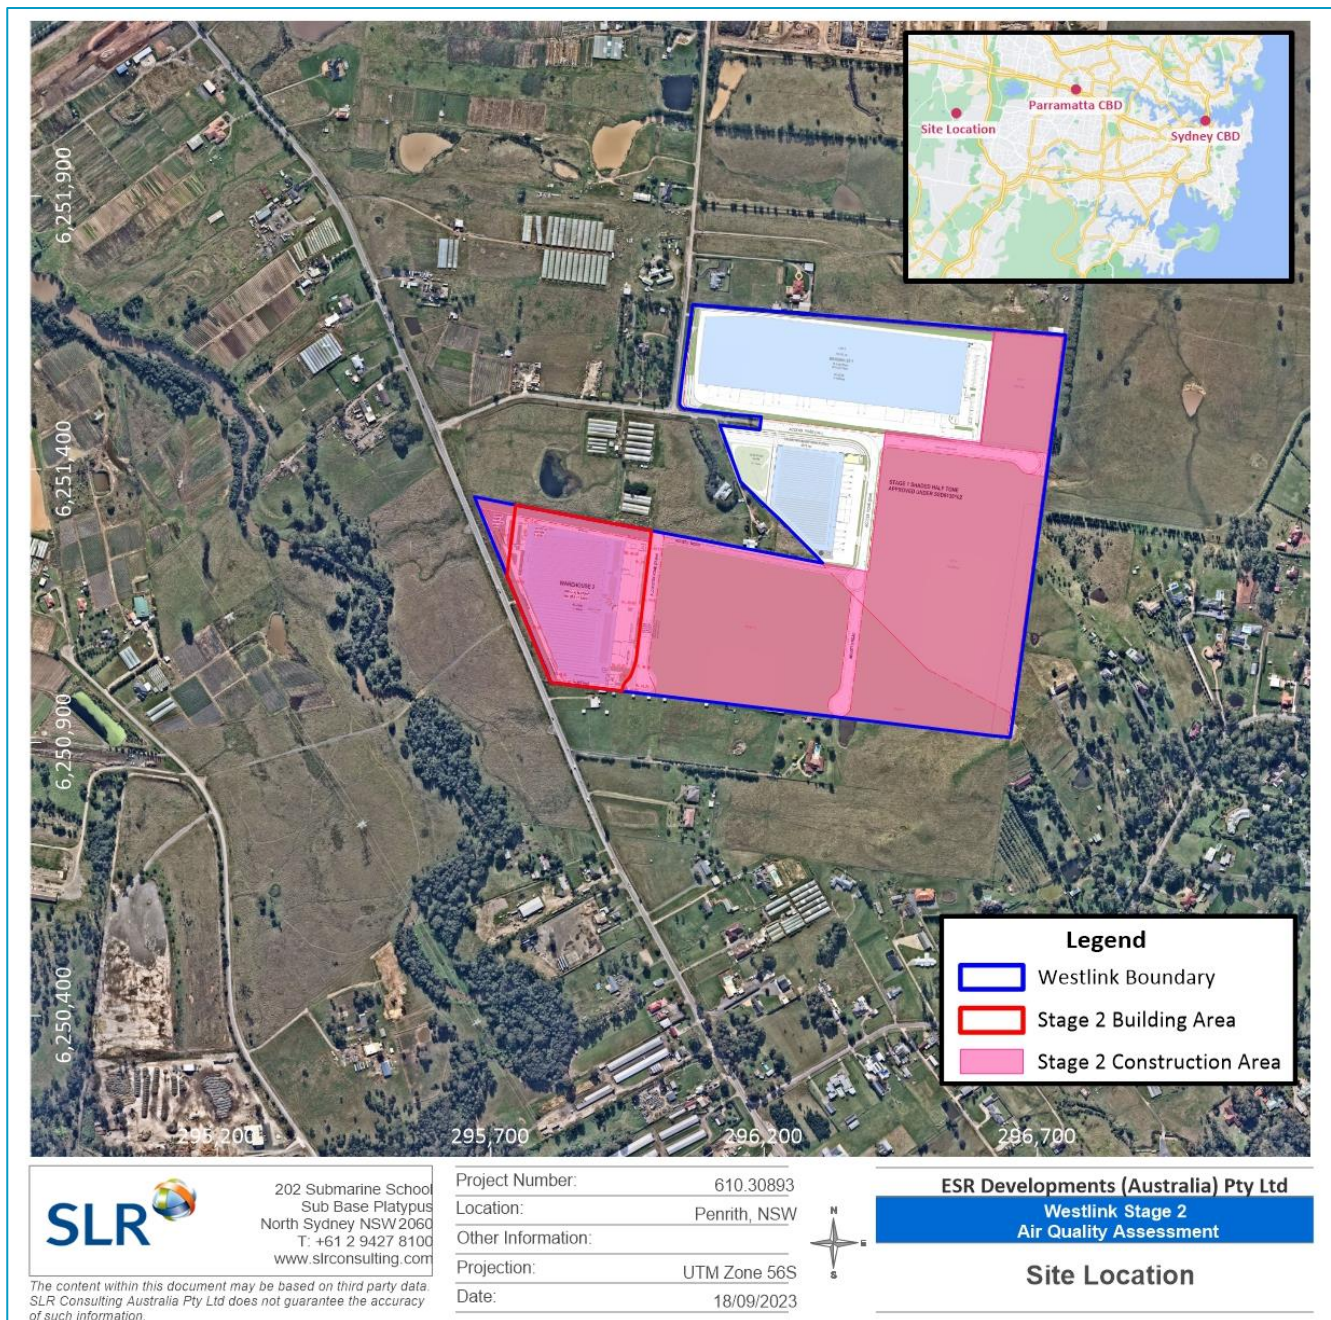 Parramatta CBD
Site Location
Sydney CBD
6,251,900
6,251,400
6,250,900
6,250,400
WAREHOUSE 2
295,200
295,700
296,200
296,700
Legend
Westlink Boundary
Stage 2 Building Area
Stage 2 Construction Area
SLR
202 Submarine School
Sub Base Platypus
North Sydney NSW 2060
T: +61 2 9427 8100
www.slrconsulting.com
The content within this document may be based on third party data.
SLR Consulting Australia Pty Ltd does not guarantee the accuracy
of such information.
Project Number: 610.30893
Location: Penrith, NSW
Other Information:
Projection: UTM Zone 56S
Date: 18/09/2023
N
E
S
ESR Developments (Australia) Pty Ltd
Westlink Stage 2
Air Quality Assessment
Site Location